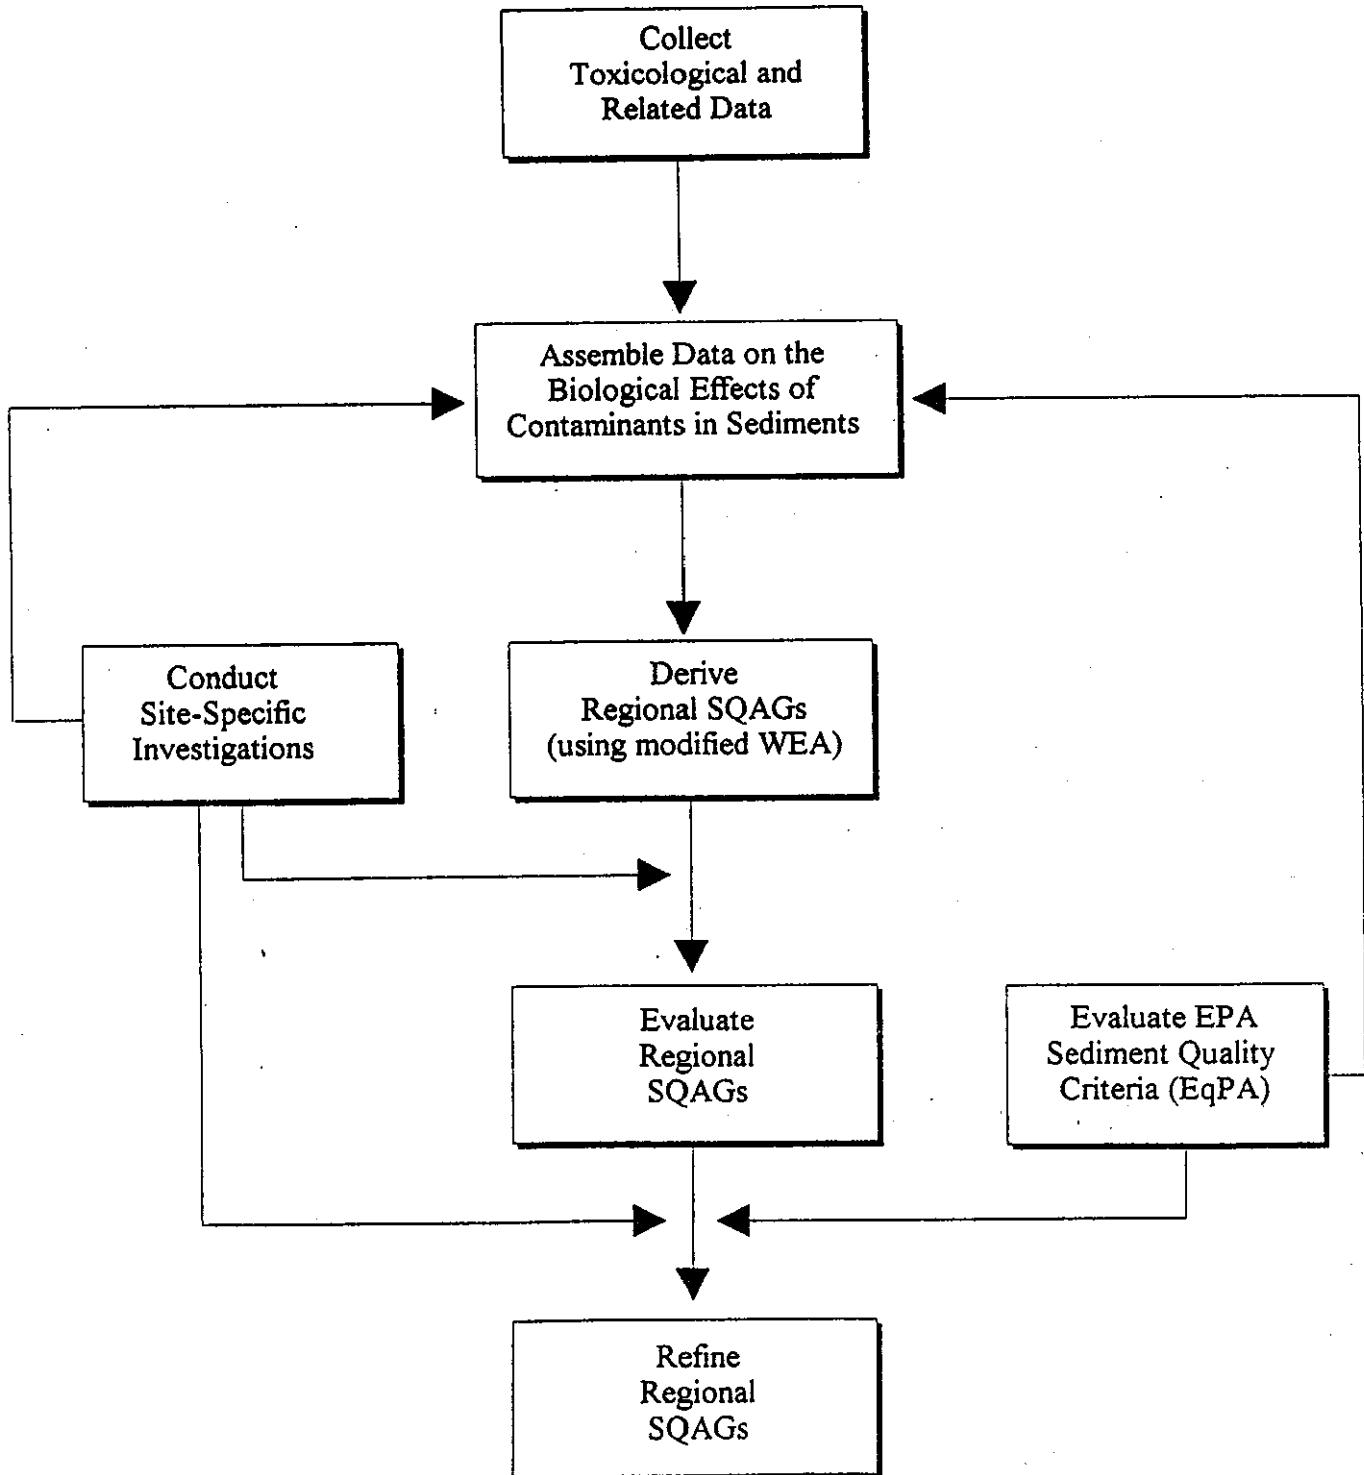 Collect
Toxicological and
Related Data
Assemble Data on the
Biological Effects of
Contaminants in Sediments
Conduct
Site-Specific
Investigations
Derive
Regional SQAGs
(using modified WEA)
Evaluate
Regional
SQAGs
Evaluate EPA
Sediment Quality
Criteria (EqPA)
Refine
Regional
SQAGs